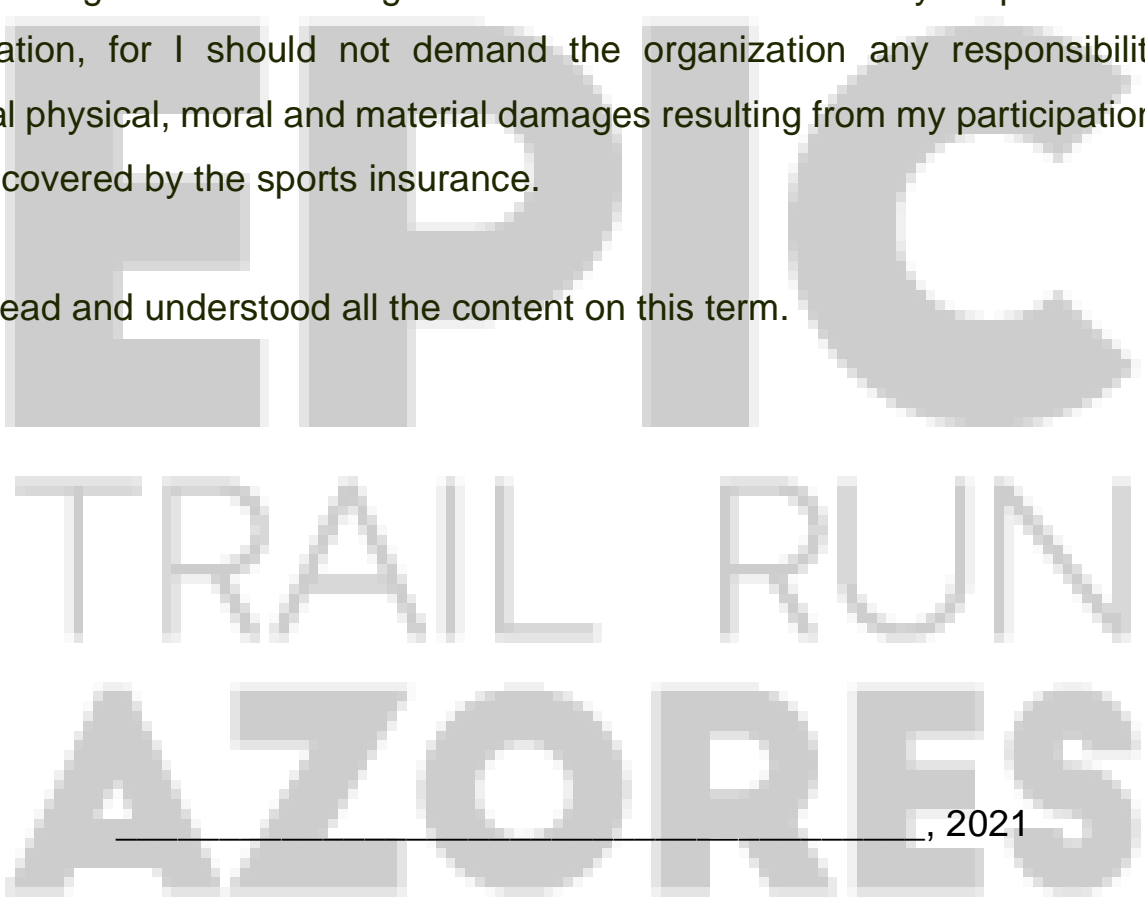 ation, for I should not demand the organization any responsibilit
al physical, moral and material damages resulting from my participation
covered by the sports insurance.
ead and understood all the content on this term.
EPIC
TRAIL RUN
AZORES
______________________________________, 2021